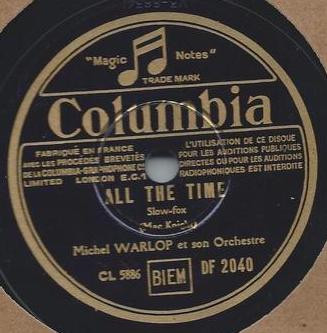 "Magic Notes"
TRADE MARK
Columbia
FABRIQUÉ EN FRANCE
AVEC LES PROCÉDÉS BREVETÉS
DE LA COLUMBIA-GRAPHOPHONE Co
LIMITED LONDON E.C.1
L'UTILISATION DE CE DISQUE
POUR LES AUDITIONS PUBLIQUES
DIRECTES OU POUR LES AUDITIONS
RADIOPHONIQUES EST INTERDITE
ALL THE TIME
Slow-fox
Michel WARLOP et son Orchestre
CL 5886 BIEM DF 2040